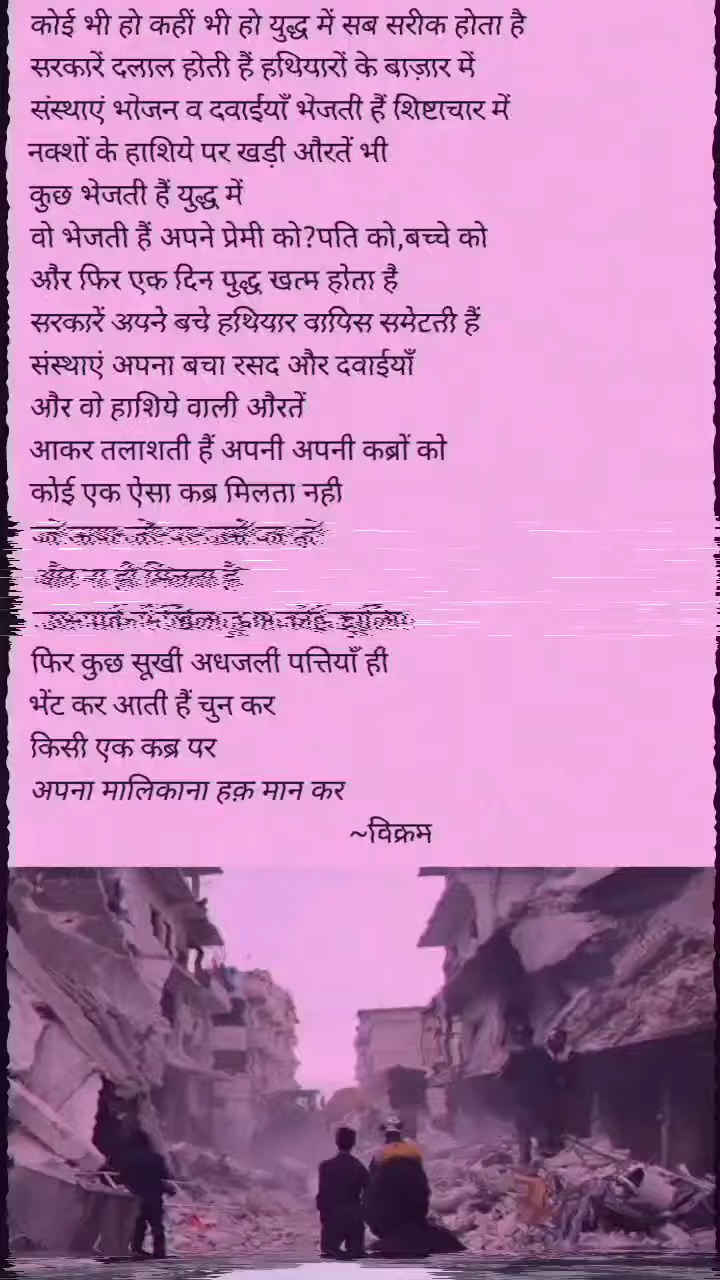 कोई भी हो कहीं भी हो युद्ध में सब सरीक होता है
सरकारें दलाल होती हैं हथियारों के बाज़ार में
संस्थाएं भोजन व दवाईयाँ भेजती हैं शिष्टाचार में
नक्शों के हाशिये पर खड़ी औरतें भी
कुछ भेजती हैं युद्ध में
वो भेजती हैं अपने प्रेमी को?पति को,बच्चे को
और फिर एक दिन युद्ध खत्म होता है
सरकारें अपने बचे हथियार वापिस समेटती हैं
संस्थाएं अपना बचा रसद और दवाईयाँ
और वो हाशिये वाली औरतें
आकर तलाशती हैं अपनी अपनी कब्रों को
कोई एक ऐसा कब्र मिलता नही
और ना ही मिलता है
फिर कुछ सूखी अधजली पत्तियाँ ही
भेंट कर आती हैं चुन कर
किसी एक कब्र पर
अपना मालिकाना हक़ मान कर
~विक्रम